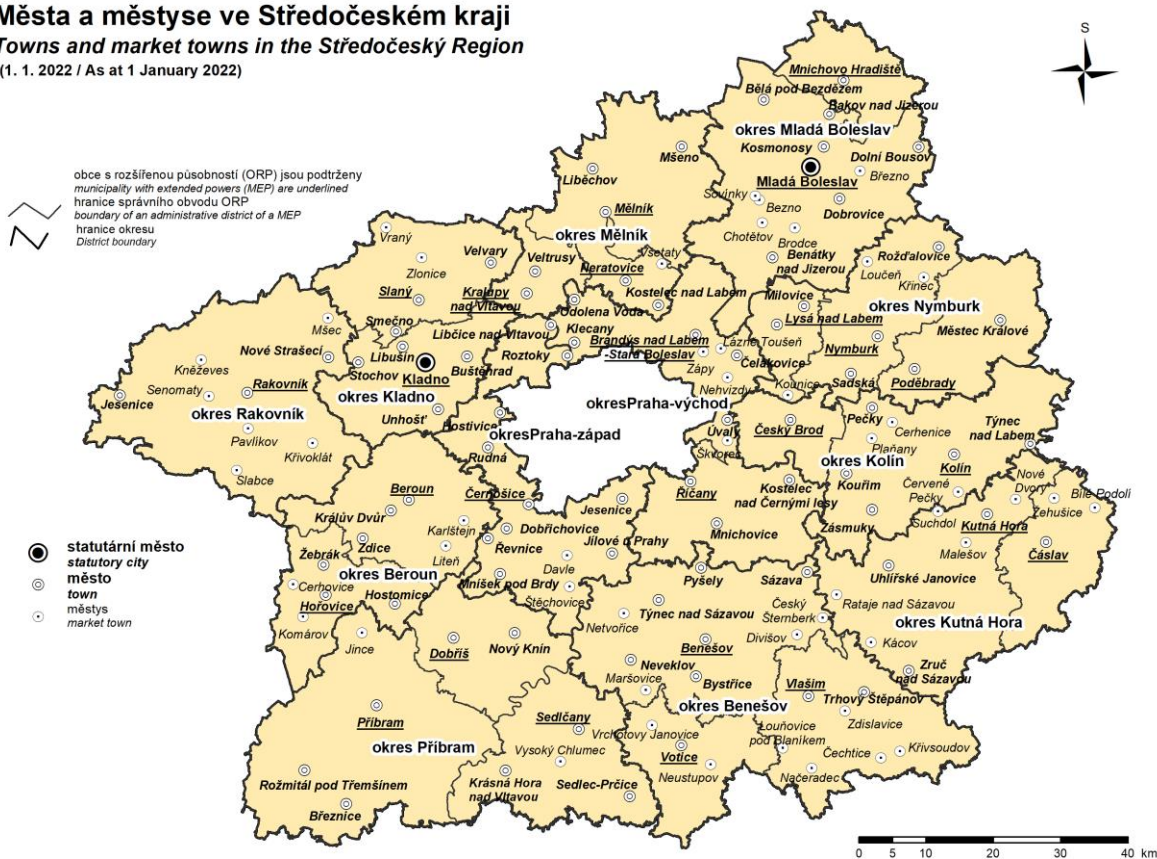 Města a městyse ve Středočeském kraji
Towns and market towns in the Středočeský Region
(1. 1. 2022 / As at 1 January 2022)
S
obce s rozšířenou působností (ORP) jsou podtrženy
municipality with extended powers (MEP) are underlined
hranice správního obvodu ORP
boundary of an administrative district of a MEP
hranice okresu
District boundary
Mnichovo Hradiště
Bělá pod Bezdězem
Bakov nad Jizerou
okres Mladá Boleslav
Kosmonosy
Dolní Bousov
Mšeno
Březno
Mladá Boleslav
Liběchov
Sovínky
Bezno
Dobrovice
Mělník
Chotětov
Brodce
okres Mělník
Benátky
nad Jizerou
Vraný
Velvary
Zlonice
Veltrusy
Všetaty
Neratovice
Rožďalovice
Loučeň
Křinec
Slaný
Kralupy
nad Vltavou
Kostelec nad Labem
Milovice
okres Nymburk
Odolena Voda
Lysá nad Labem
Městec Králové
Mšec
Smečno
Libčice nad Vltavou
Klecany
Brandýs nad Labem
-Stará Boleslav
Lázně Toušeň
Nymburk
Nové Strašecí
Libušin
Roztoky
Čelákovice
Kněževes
Stochov
Kladno
Buštěhrad
Zápy
Nehvizdy
Kounice
Sadská
Poděbrady
Senomaty
Rakovník
okres Kladno
Jesenice
okres Rakovník
Unhošť
Hostivice
okresPraha-východ
okresPraha-západ
Úvaly
Škvorec
Český Brod
Pečky
Cerhenice
Týnec
nad Labem
Pavlíkov
Křivoklát
Rudná
Plaňany
okres Kolín
Kolín
Slabce
Beroun
Černošice
Říčany
Kostelec
nad Černými lesy
Kouřim
Červené
Pečky
Nové
Dvory
Bílé Podolí
Žehušice
Králův Dvůr
Karlštejn
Dobřichovice
Jesenice
Zásmuky
Suchdol
Kutná Hora
Zdice
Řevnice
Jílové u Prahy
Mnichovice
Malešov
Čáslav
Žebrák
Liteň
okres Beroun
Davle
Cerhovice
Mníšek pod Brdy
Pyšely
Sázava
Uhlířské Janovice
Hořovice
Hostomice
Štěchovice
Týnec nad Sázavou
Český
Šternberk
Rataje nad Sázavou
Komárov
Netvořice
okres Kutná Hora
Jince
Dobříš
Nový Knín
Benešov
Divišov
Kácov
Neveklov
Maršovice
Bystřice
Vlašim
Zruč
nad Sázavou
Trhový Štěpánov
Příbram
Sedlčany
okres Benešov
Zdislavice
okres Příbram
Vrchotovy Janovice
Louňovice
pod Blaníkem
Vysoký Chlumec
Votice
Čechtice
Křivsoudov
Rožmitál pod Třemšínem
Krásná Hora
nad Vltavou
Sedlec-Prčice
Neustupov
Načeradec
Březnice
statutární město
statutory city
město
town
městys
market town
0 5 10 20 30 40 km